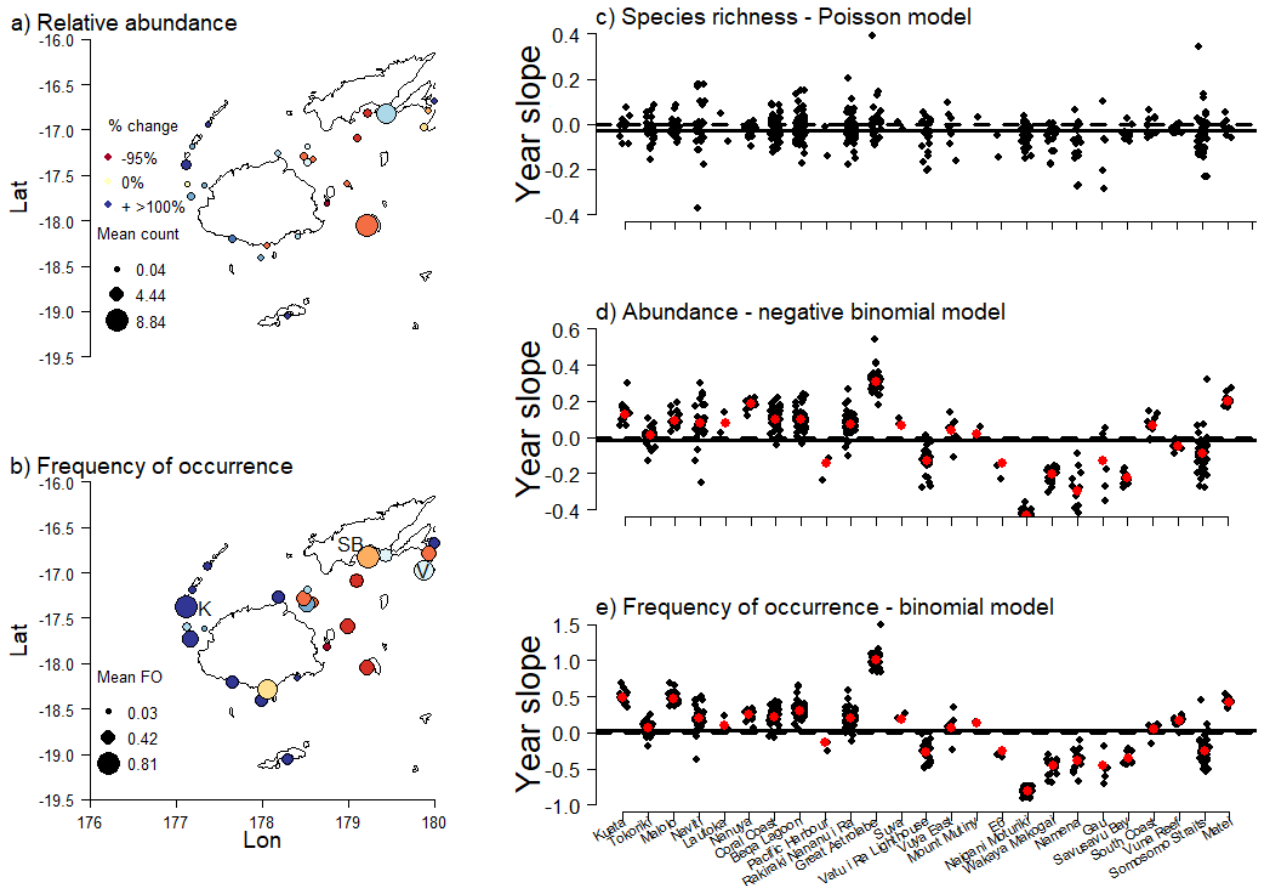 a) Relative abundance
-16.0
-16.5
-17.0
-17.5
-18.0
-18.5
-19.0
-19.5
Lat
% change
-95%
0%
+ >100%
Mean count
0.04
4.44
8.84
b) Frequency of occurrence
-16.0
-16.5
-17.0
-17.5
-18.0
-18.5
-19.0
-19.5
Lat
SB
V
K
Mean FO
0.03
0.42
0.81
176 177 178 179 180
Lon
c) Species richness - Poisson model
0.4
0.2
0.0
-0.2
-0.4
Year slope
d) Abundance - negative binomial model
0.6
0.4
0.2
0.0
-0.2
-0.4
Year slope
e) Frequency of occurrence - binomial model
1.5
1.0
0.5
0.0
-0.5
-1.0
Year slope
Kuata
Tokoriki
Malolo
Naviti
Lautoka
Nanuya
Coral Coast
Beqa Lagoon
Pacific Harbour
Rakiraki Nananu i Ra
Great Astrolabe
Suva
Vatu i Ra Lighthouse
Vuya East
Mount Mutiny
E6
Naigani Moturiki
Wakaya Makogai
Namena
Gau
Savusavu Bay
South Coast
Vuna Reef
Somosomo Straits
Matei